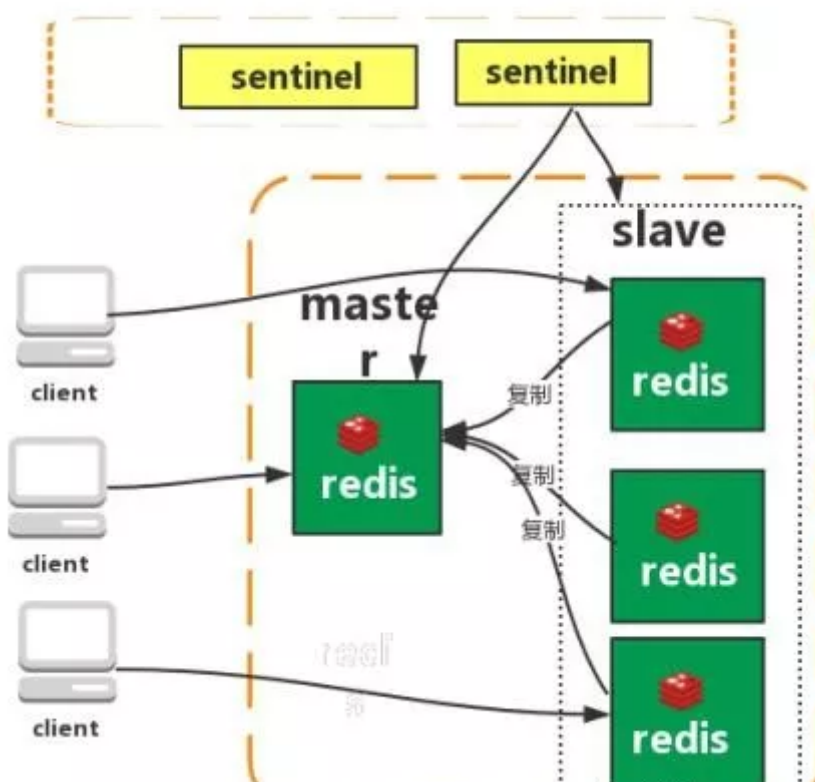 sentinel
sentinel
slave
maste
r
client
redis
复制
redis
复制
复制
client
redis
client
redis